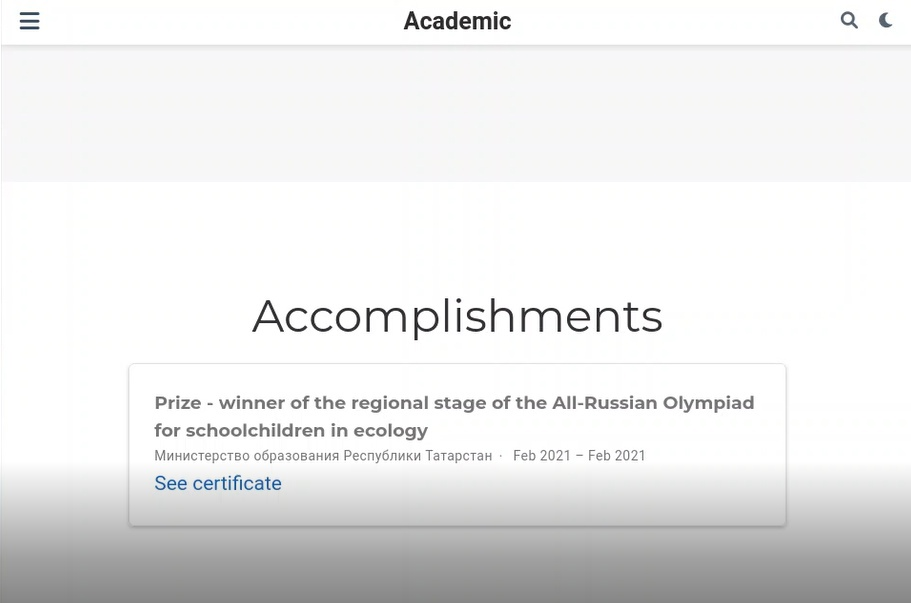 Academic
Accomplishments
Prize - winner of the regional stage of the All-Russian Olympiad
for schoolchildren in ecology
Министерство образования Республики Татарстан · Feb 2021 – Feb 2021
See certificate